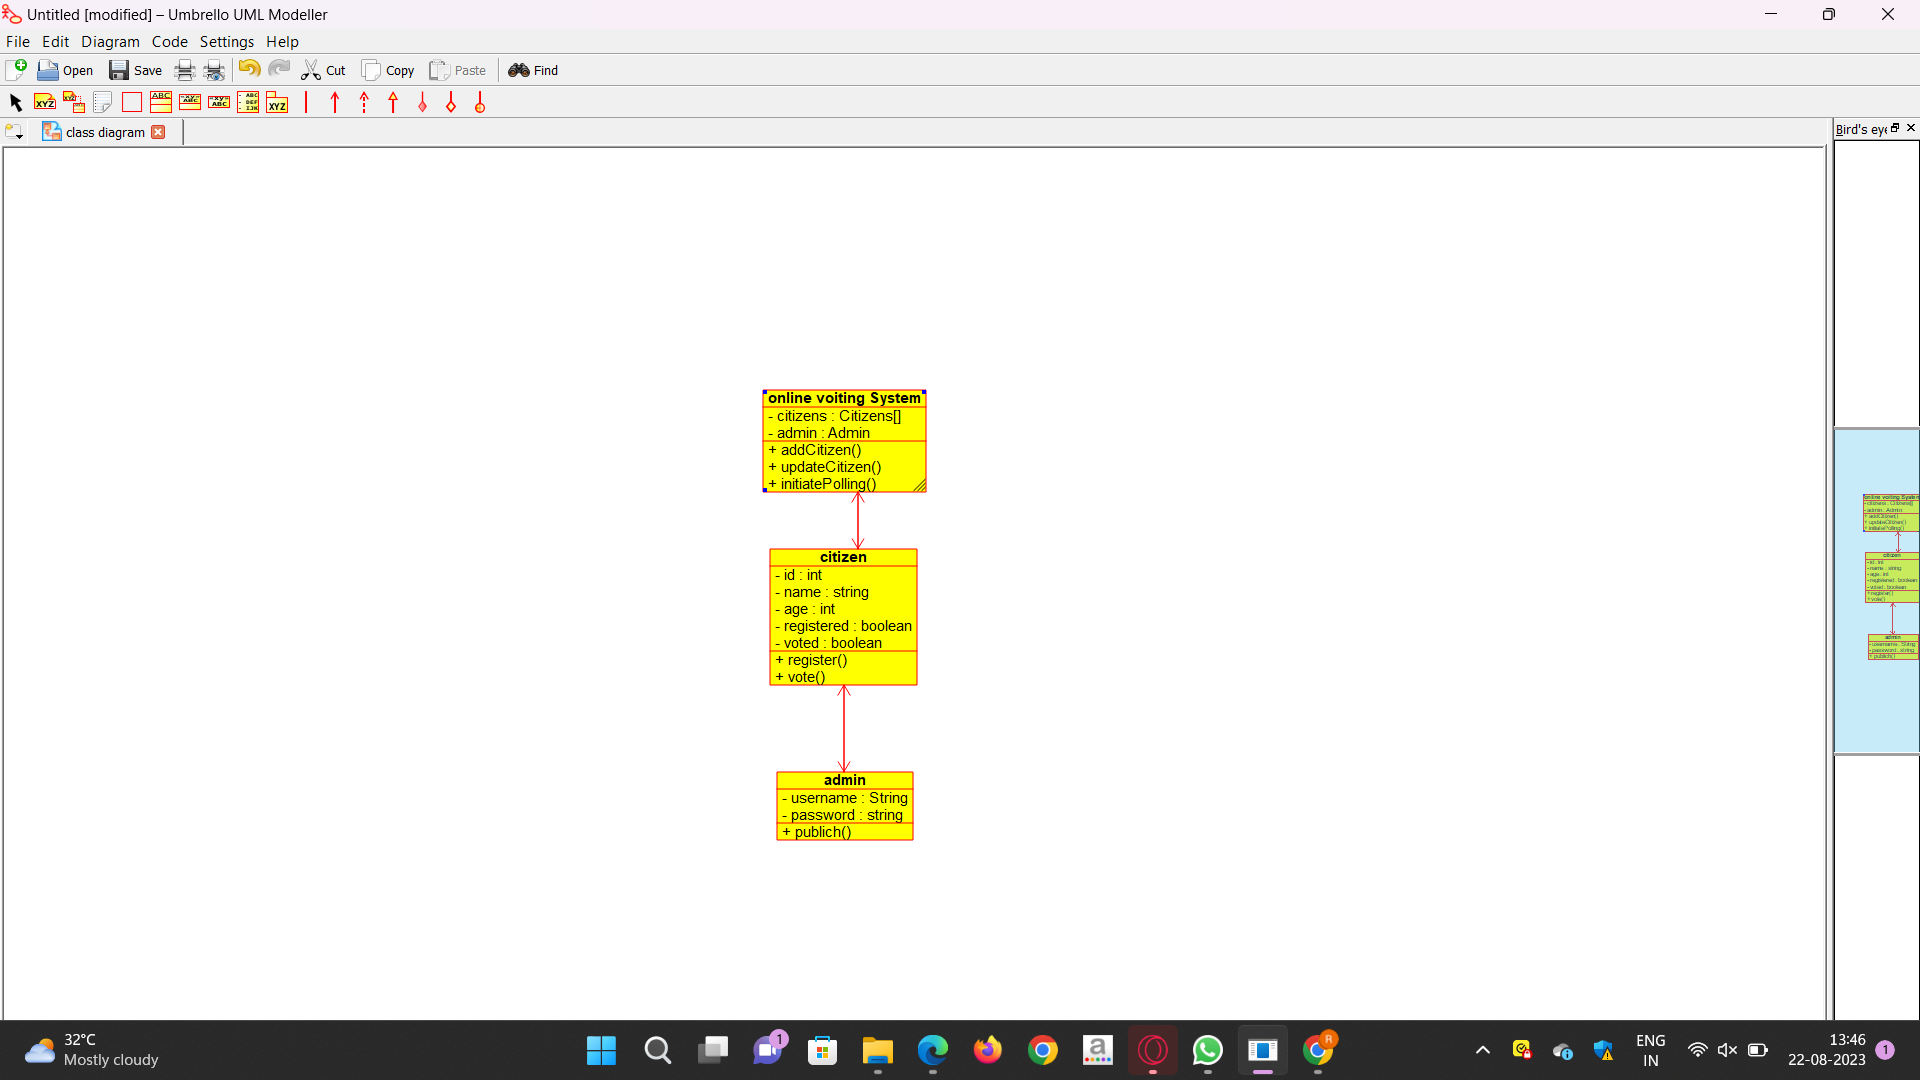 Untitled [modified] – Umbrello UML Modeller
File Edit Diagram Code Settings Help
Open Save Cut Copy Paste Find
class diagram
Bird's eye
online voiting System
- citizens : Citizens[]
- admin : Admin
+ addCitizen()
+ updateCitizen()
+ initiatePolling()
citizen
- id : int
- name : string
- age : int
- registered : boolean
- voted : boolean
+ register()
+ vote()
admin
- username : String
- password : string
+ publich()
32°C
Mostly cloudy
1
R
ENG
IN
13:46
22-08-2023
1